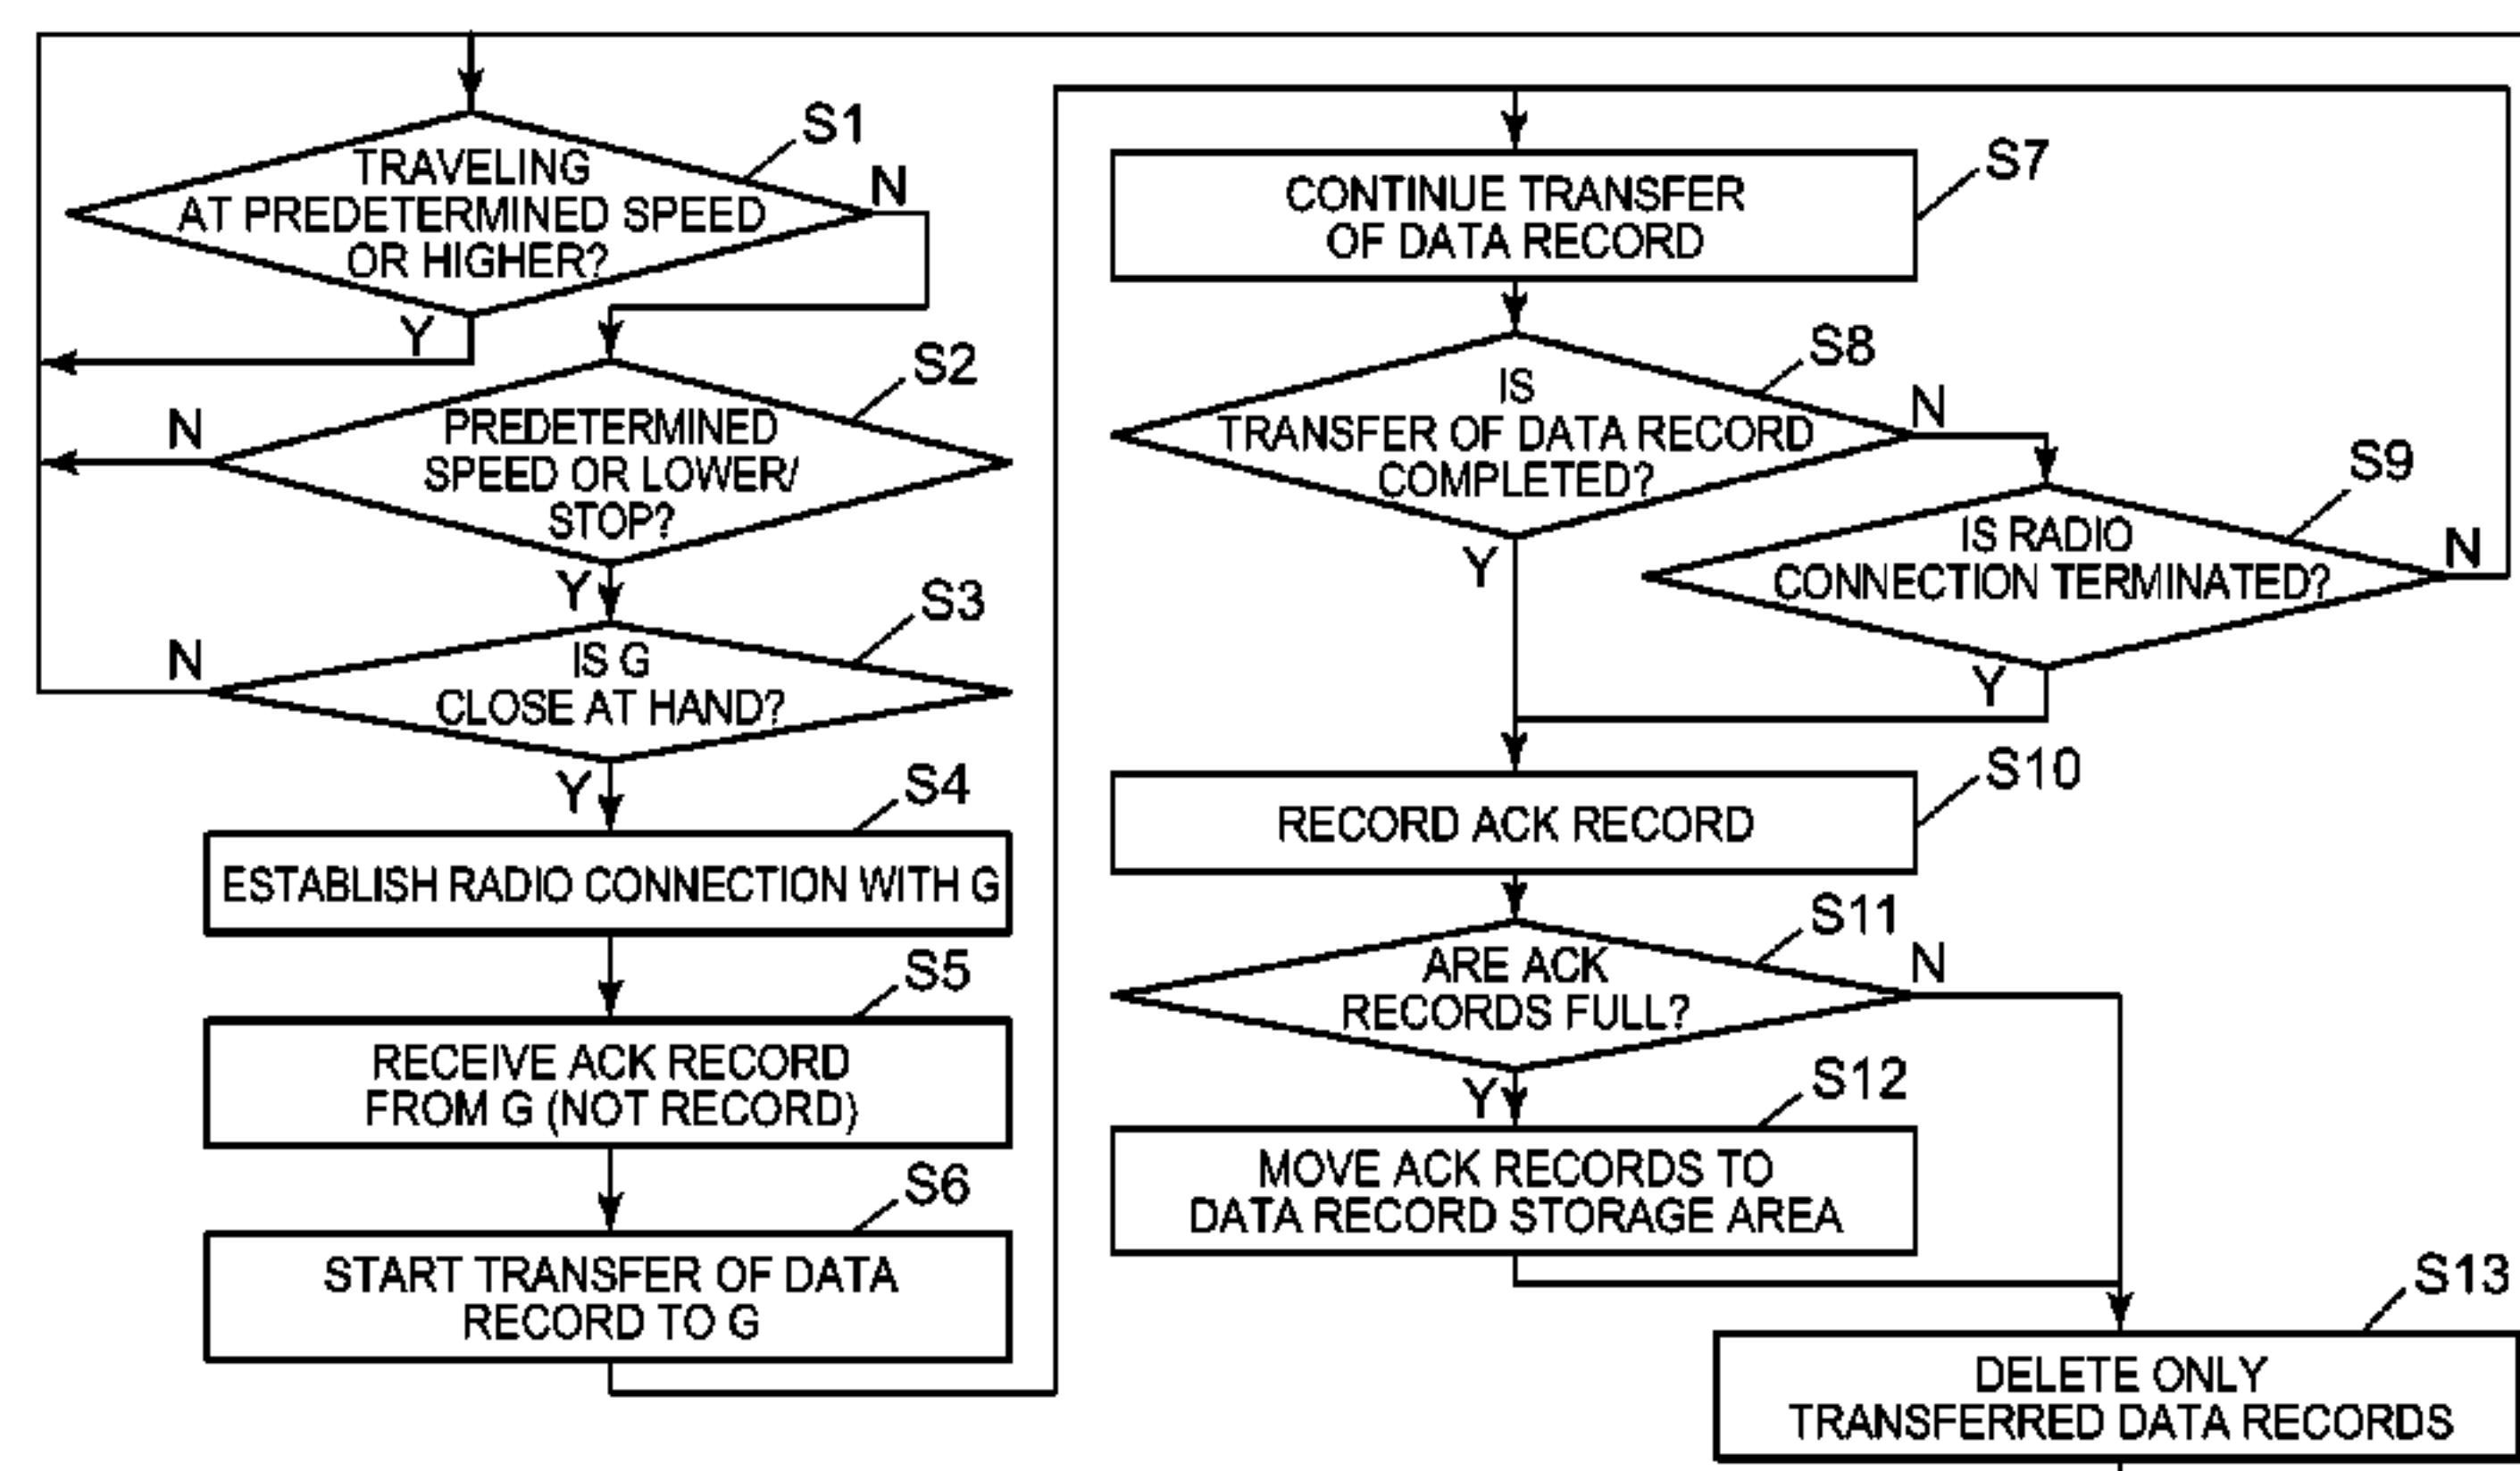 S1
TRAVELING
AT PREDETERMINED SPEED
OR HIGHER?
N
Y
S2
PREDETERMINED
SPEED OR LOWER/
STOP?
N
Y
S3
IS G
CLOSE AT HAND?
N
Y
S4
ESTABLISH RADIO CONNECTION WITH G
S5
RECEIVE ACK RECORD
FROM G (NOT RECORD)
S6
START TRANSFER OF DATA
RECORD TO G
S7
CONTINUE TRANSFER
OF DATA RECORD
S8
IS
TRANSFER OF DATA RECORD
COMPLETED?
N
Y
S9
IS RADIO
CONNECTION TERMINATED?
N
Y
S10
RECORD ACK RECORD
S11
ARE ACK
RECORDS FULL?
N
Y
S12
MOVE ACK RECORDS TO
DATA RECORD STORAGE AREA
S13
DELETE ONLY
TRANSFERRED DATA RECORDS